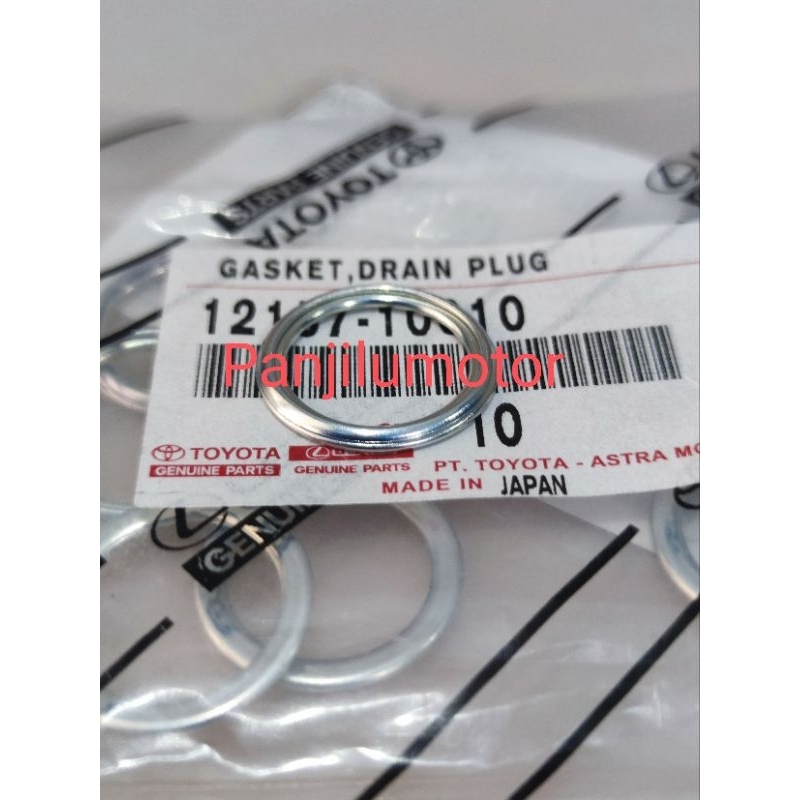 TOYOTA
GENUINE PARTS
GASKET,DRAIN PLUG
Panjilumotor
10
TOYOTA
GENUINE PARTS
GENUINE PARTS
PT. TOYOTA - ASTRA
MADE IN JAPAN